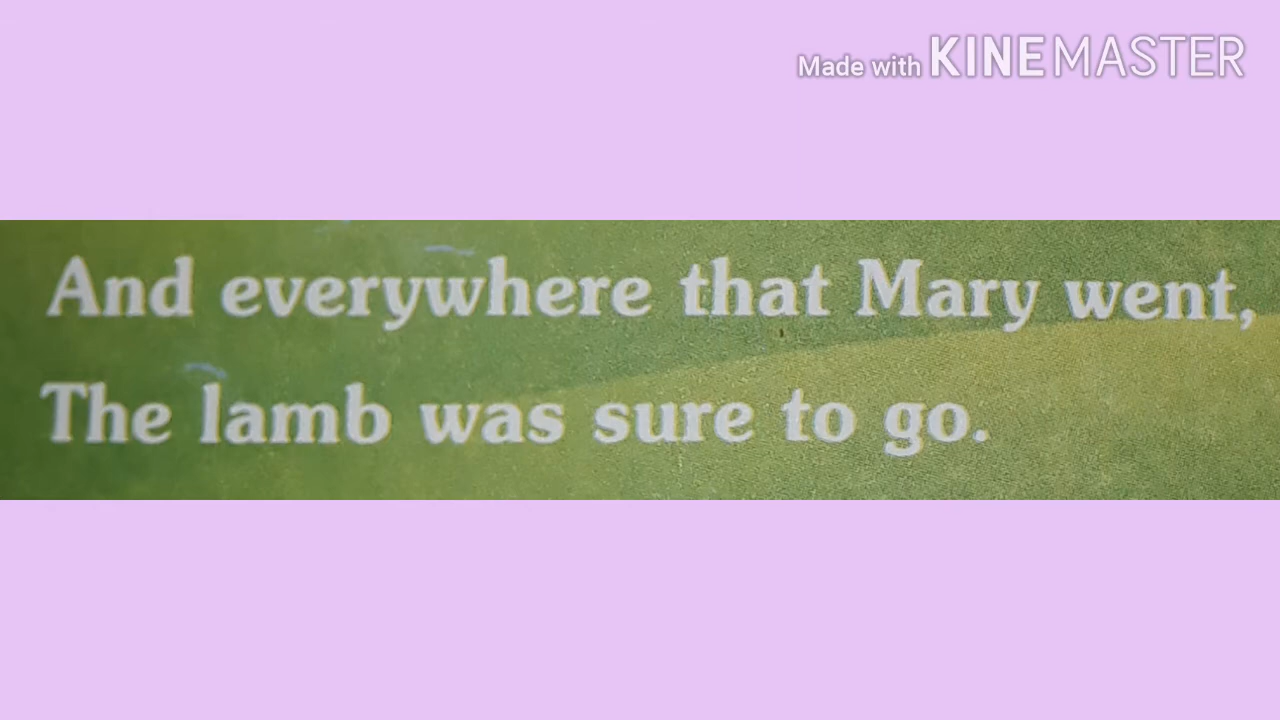 Made with KINEMASTER
And everywhere that Mary went,
The lamb was sure to go.